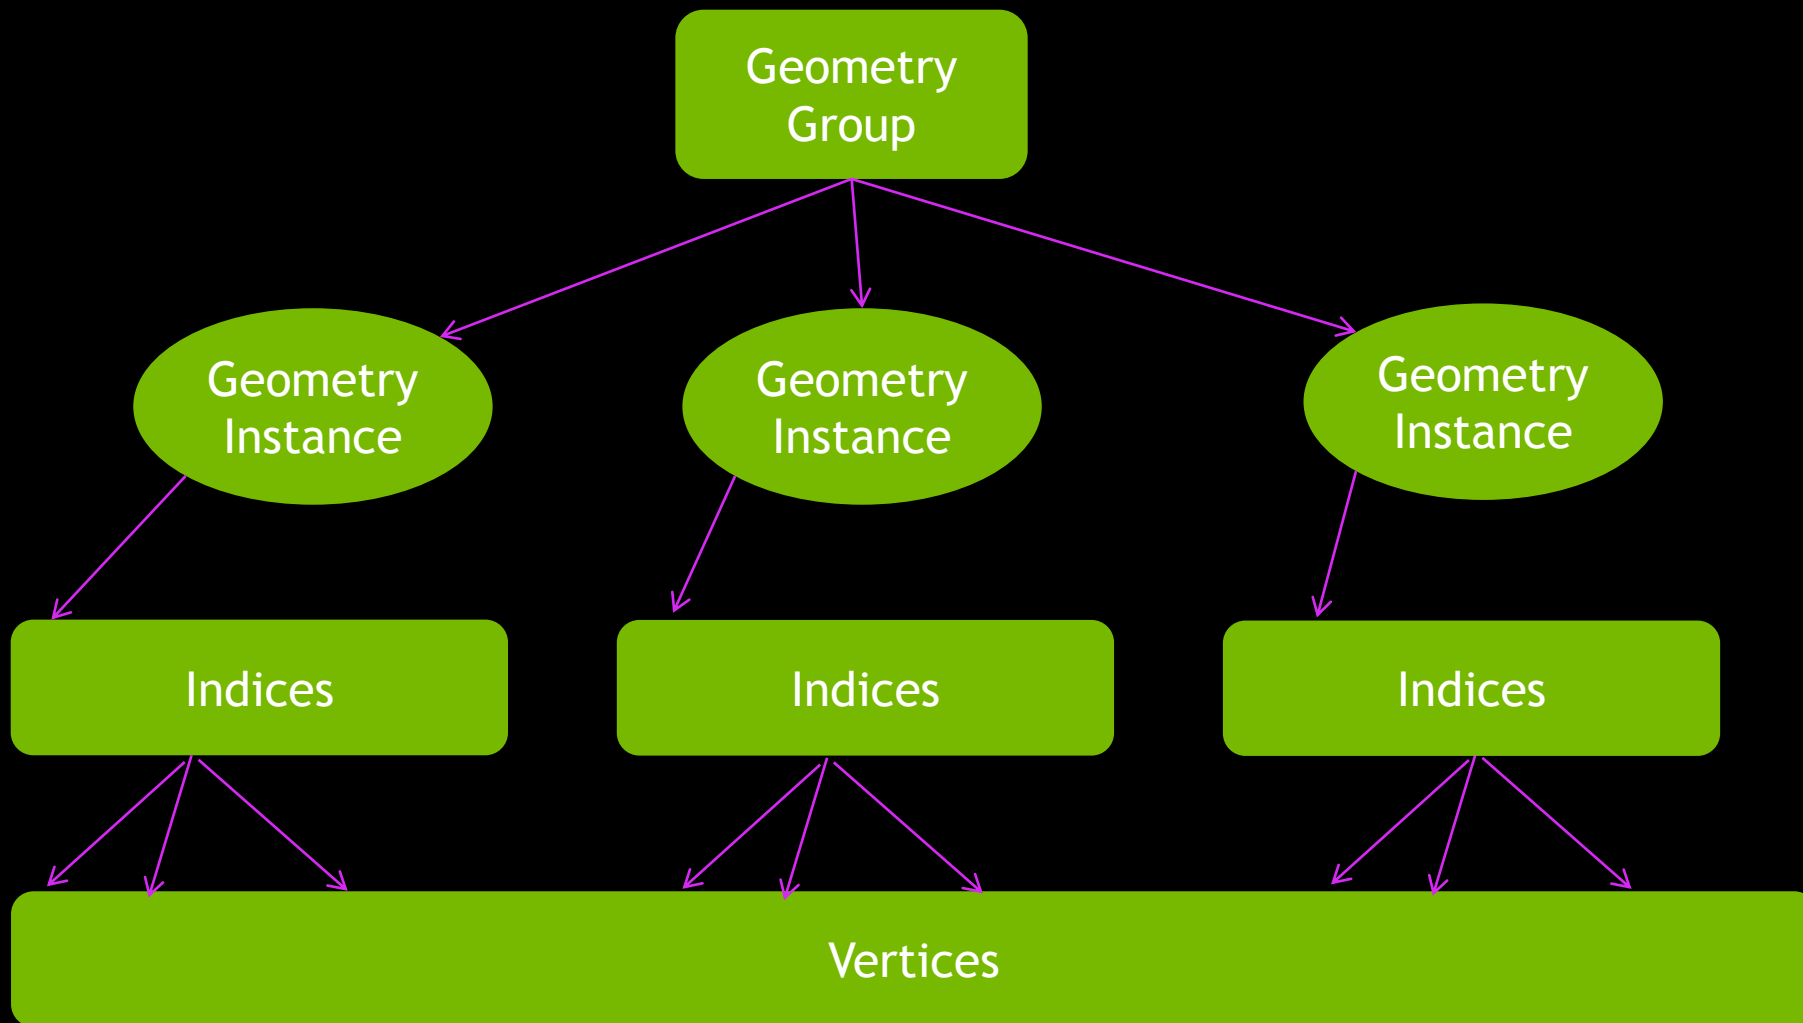 Geometry
Group
Geometry
Instance
Geometry
Instance
Geometry
Instance
Indices
Indices
Indices
Vertices